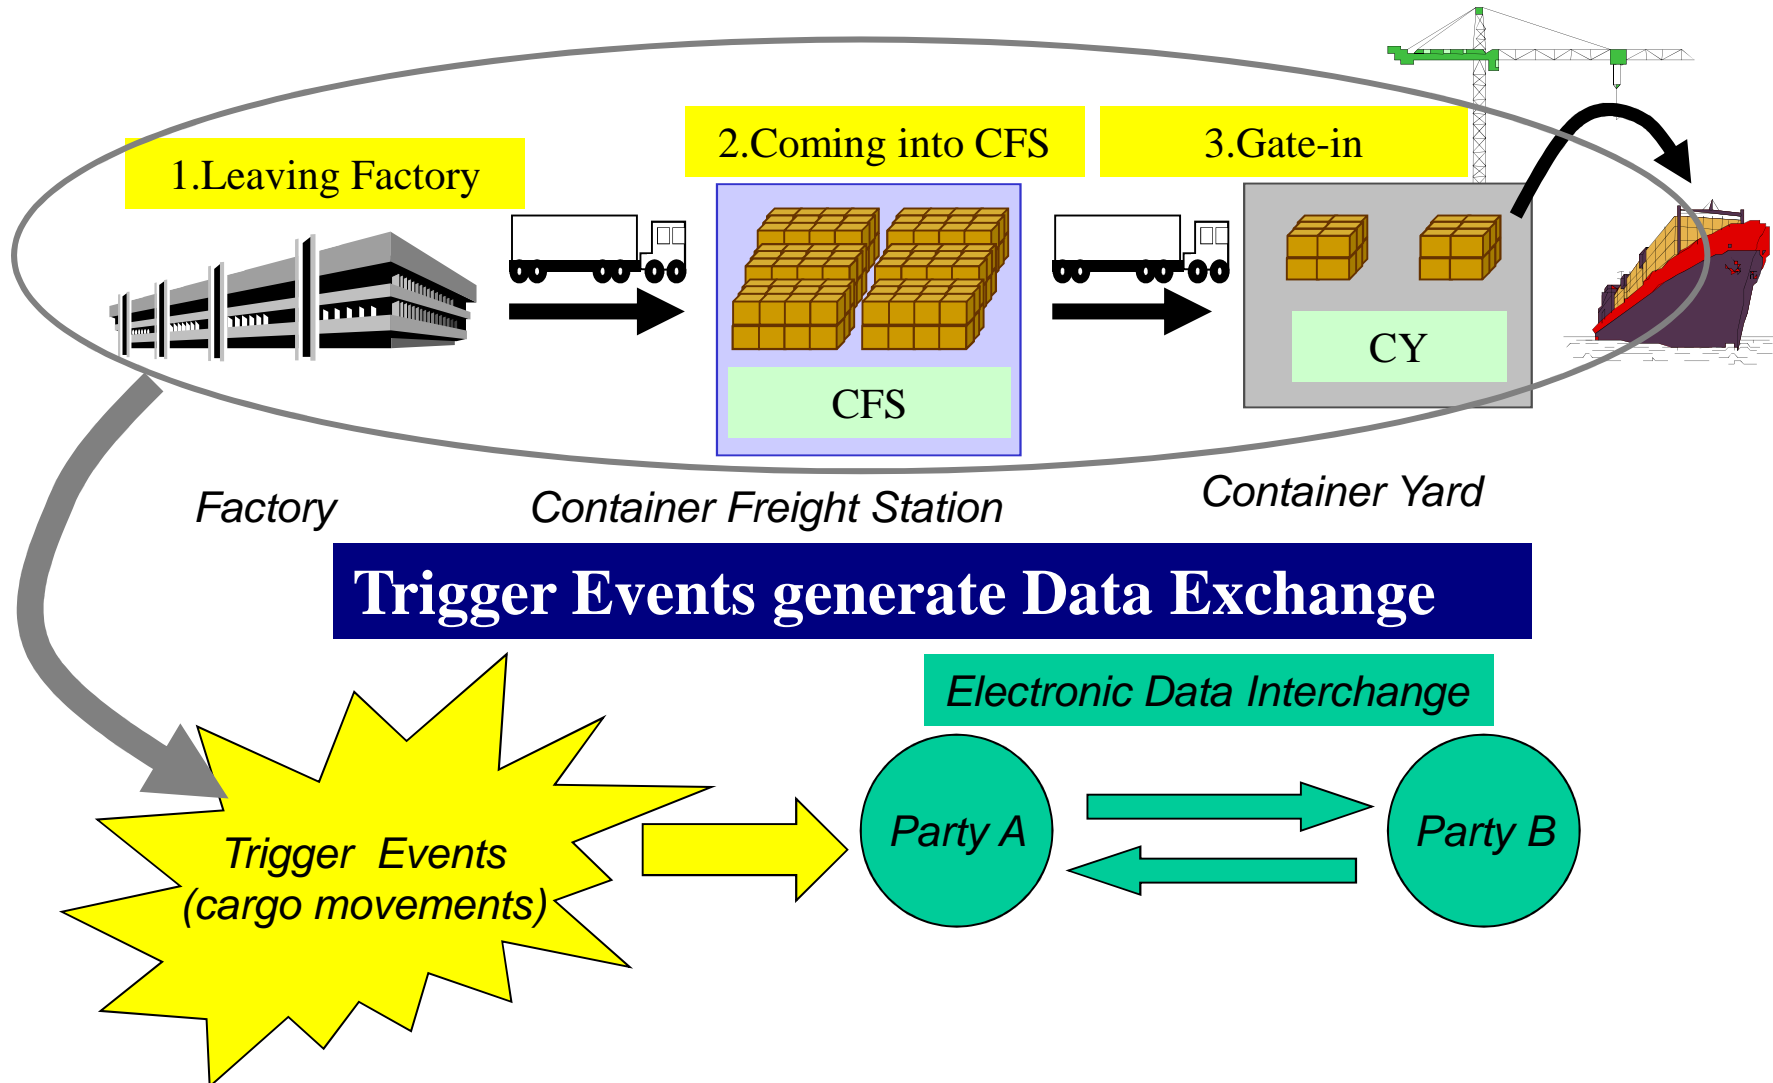 1.Leaving Factory
2.Coming into CFS
3.Gate-in
CFS
CY
Factory
Container Freight Station
Container Yard
Trigger Events generate Data Exchange
Electronic Data Interchange
Trigger Events
(cargo movements)
Party A
Party B